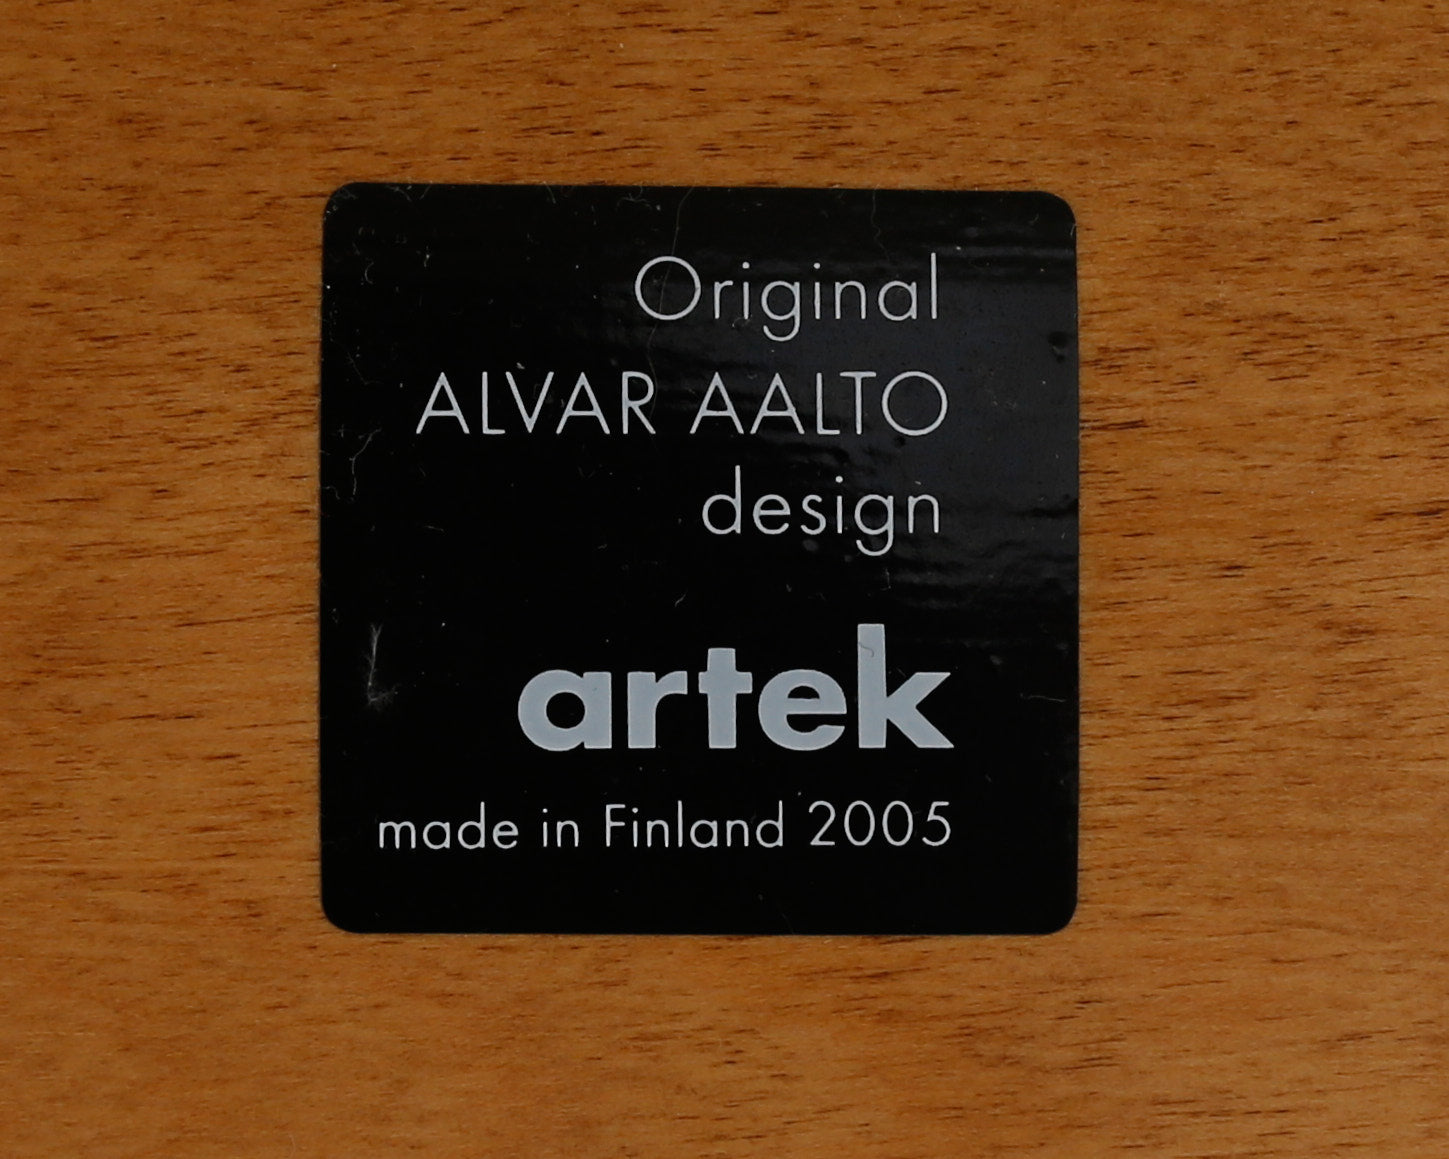 Original
ALVAR AALTO
design
artek
made in Finland 2005